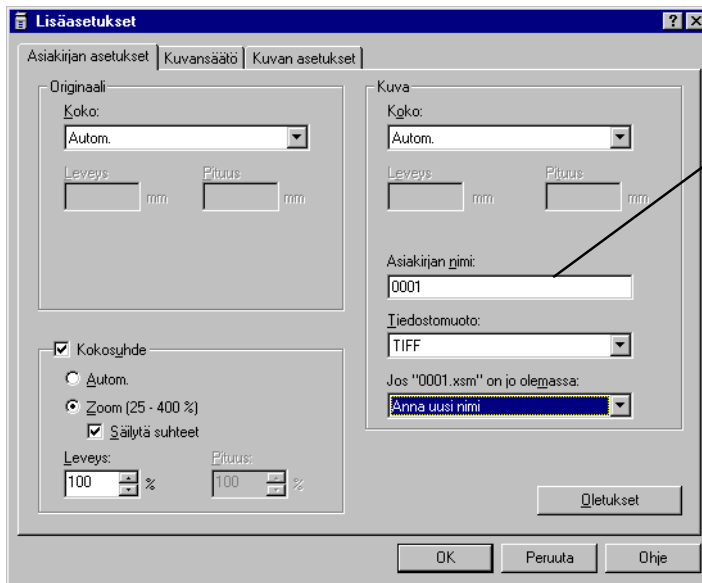 Lisäasetukset
Asiakirjan asetukset Kuvansäätö Kuvan asetukset
Originaali
Koko:
Autom.
Leveys Pituus
mm mm
Kokosuhde
Autom.
Zoom (25 - 400 %)
Säilytä suhteet
Leveys: Pituus:
100 % 100 %
Kuva
Koko:
Autom.
Leveys Pituus
mm mm
Asiakirjan nimi:
0001
Tiedostomuoto:
TIFF
Jos "0001.xsm" on jo olemassa:
Anna uusi nimi
Oletukset
OK Peruuta Ohje